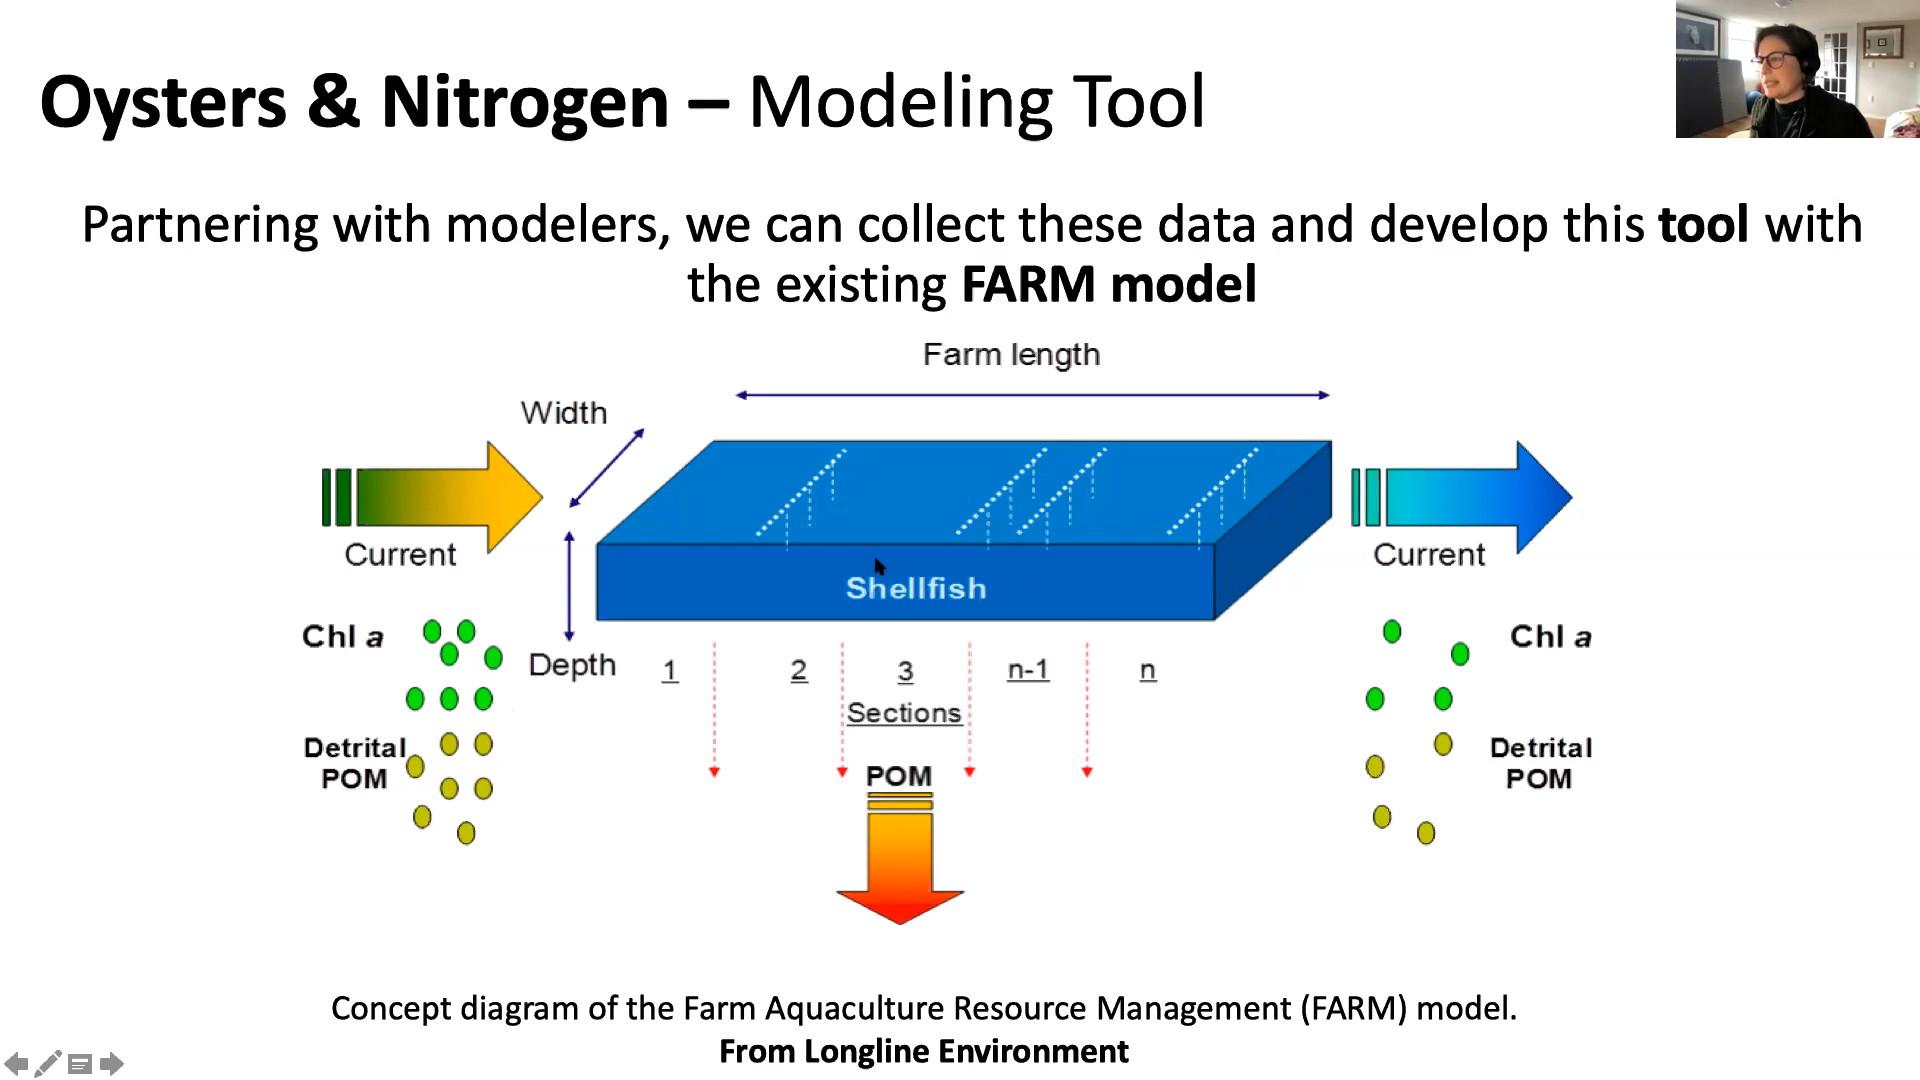 Oysters & Nitrogen – Modeling Tool
Partnering with modelers, we can collect these data and develop this tool with
the existing FARM model
Farm length
Width
Current
Shellfish
Current
Chl a
Depth
1
2
3
n-1
n
Sections
Detrital
POM
POM
Chl a
Detrital
POM
Concept diagram of the Farm Aquaculture Resource Management (FARM) model.
From Longline Environment